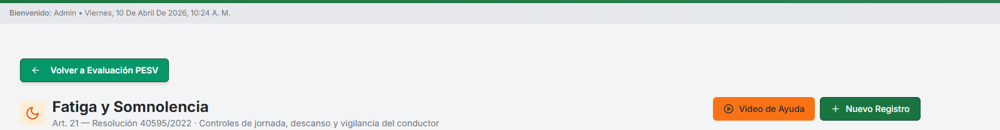 Bienvenido: Admin • Viernes, 10 De Abril De 2026, 10:24 A. M.
Volver a Evaluación PESV
Fatiga y Somnolencia
Art. 21 — Resolución 40595/2022 · Controles de jornada, descanso y vigilancia del conductor
Video de Ayuda
Nuevo Registro